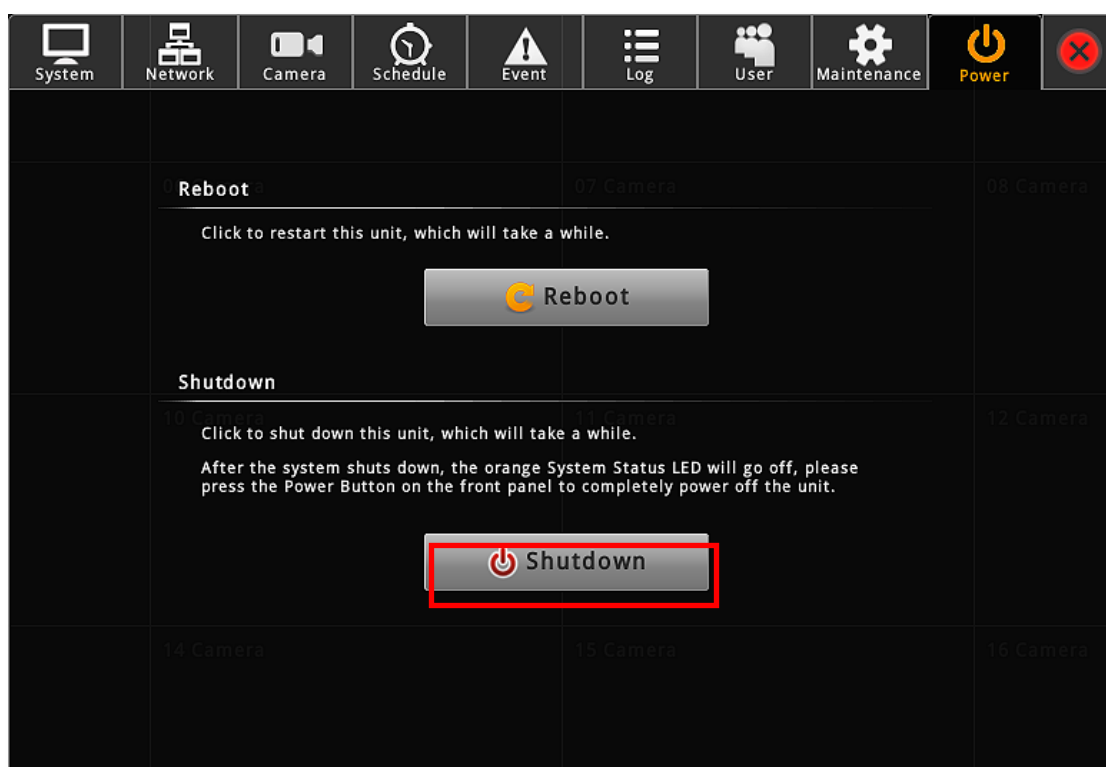 System Network Camera Schedule Event Log User Maintenance Power
07 Camera 08 Camera
Reboot
Click to restart this unit, which will take a while.
Reboot
Shutdown
10 Camera 11 Camera 12 Camera
Click to shut down this unit, which will take a while.
After the system shuts down, the orange System Status LED will go off, please
press the Power Button on the front panel to completely power off the unit.
Shutdown
14 Camera 15 Camera 16 Camera